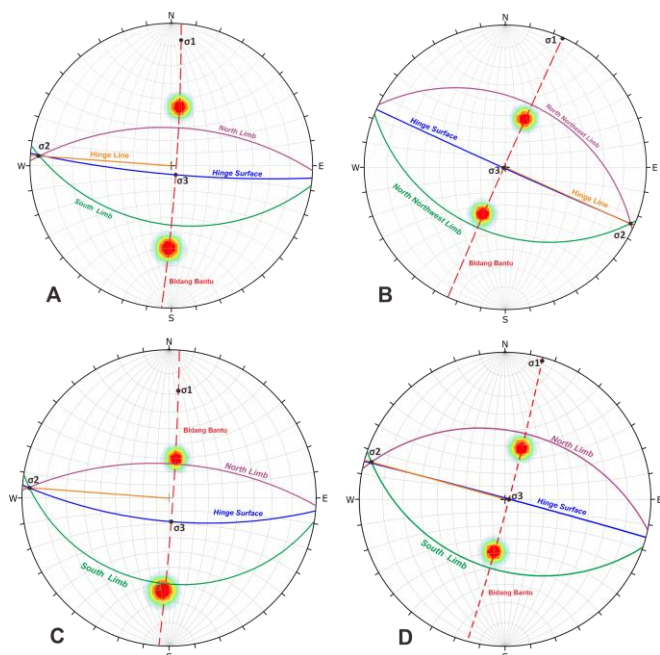 N
σ1
North Limb
σ2
Hinge Line
W
E
σ3
Hinge Surface
South Limb
A
Bidang Bantu
S
N
σ1
North Northeast Limb
Hinge Surface
W
σ3
E
Hinge Line
North Northwest Limb
σ2
Bidang Bantu
B
S
N
σ1
Bidang Bantu
North Limb
σ2
W
E
Hinge Surface
σ3
South Limb
C
S
N
σ1
North Limb
σ2
W
σ3
E
Hinge Surface
South Limb
Bidang Bantu
D
S